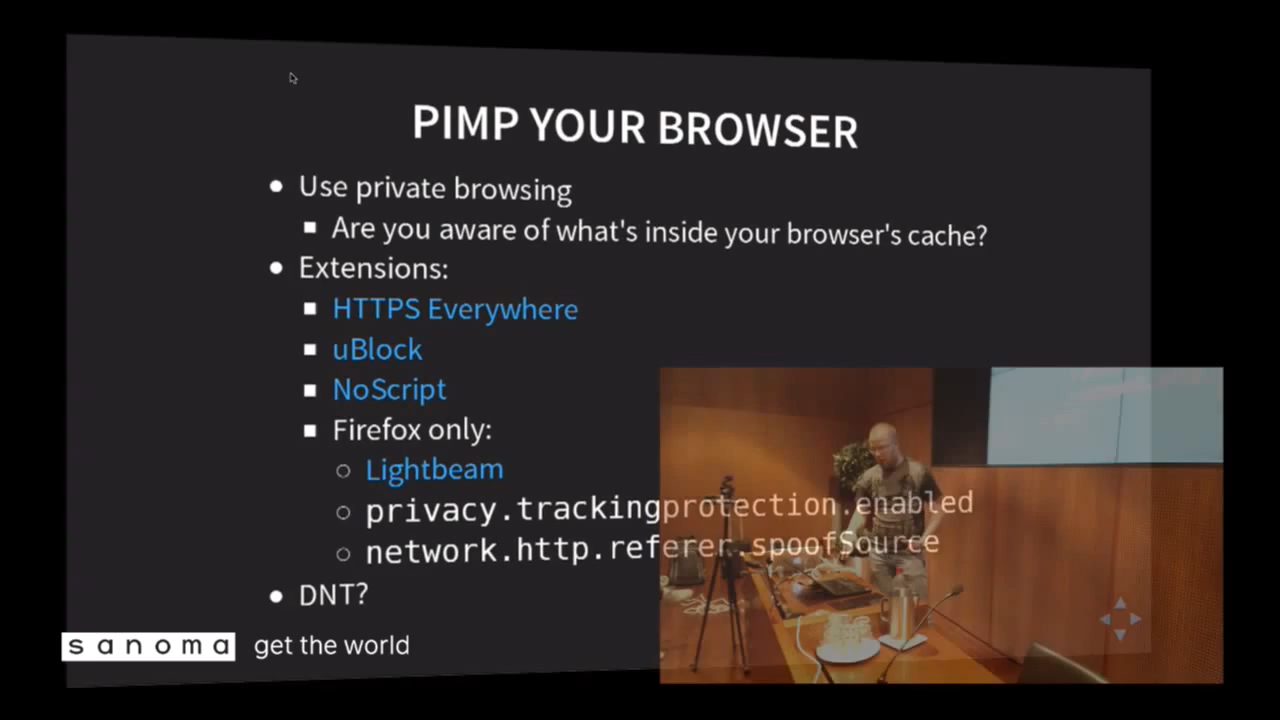 PIMP YOUR BROWSER
Use private browsing
Are you aware of what's inside your browser's cache?
Extensions:
HTTPS Everywhere
uBlock
NoScript
Firefox only:
Lightbeam
privacy.trackingprotection.enabled
network.http.referer.spoofSource
DNT?
sanoma get the world